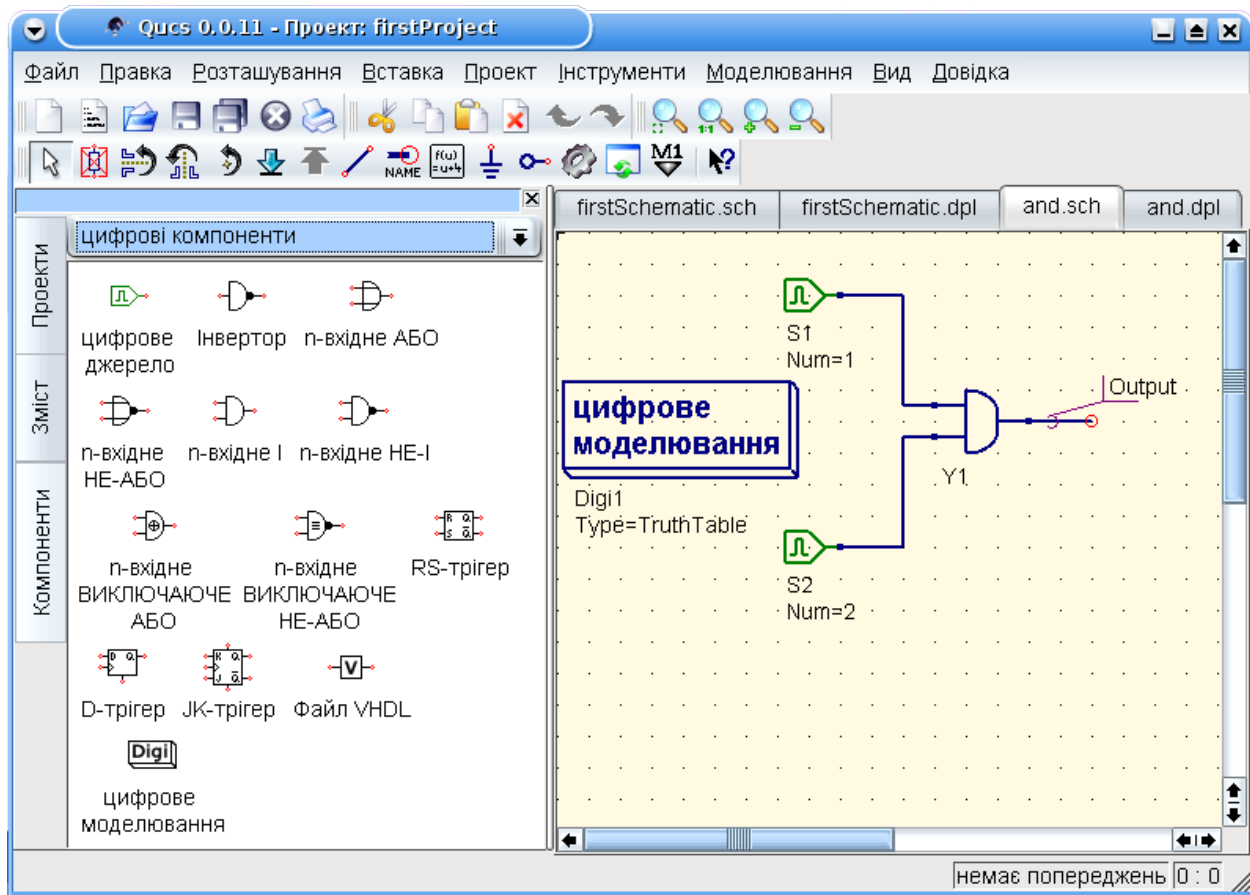 Qucs 0.0.11 - Проект: firstProject
Файл Правка Розташування Вставка Проект Інструменти Моделювання Вид Довідка
1:1
NAME
f(u)
=u+4
M1
firstSchematic.sch firstSchematic.dpl and.sch and.dpl
Проекти
Зміст
Компоненти
цифрові компоненти
цифрове
джерело
Інвертор
n-вхідне АБО
n-вхідне
НЕ-АБО
n-вхідне І
n-вхідне НЕ-І
n-вхідне
ВИКЛЮЧАЮЧЕ
АБО
n-вхідне
ВИКЛЮЧАЮЧЕ
НЕ-АБО
R Q
S Q
RS-трігер
D Q
D-трігер
K Q
J Q
JK-трігер
V
Файл VHDL
Digi
цифрове
моделювання
S1
Num=1
цифрове
моделювання
Digi1
Type=TruthTable
Output
Y1
S2
Num=2
немає попереджень 0 : 0